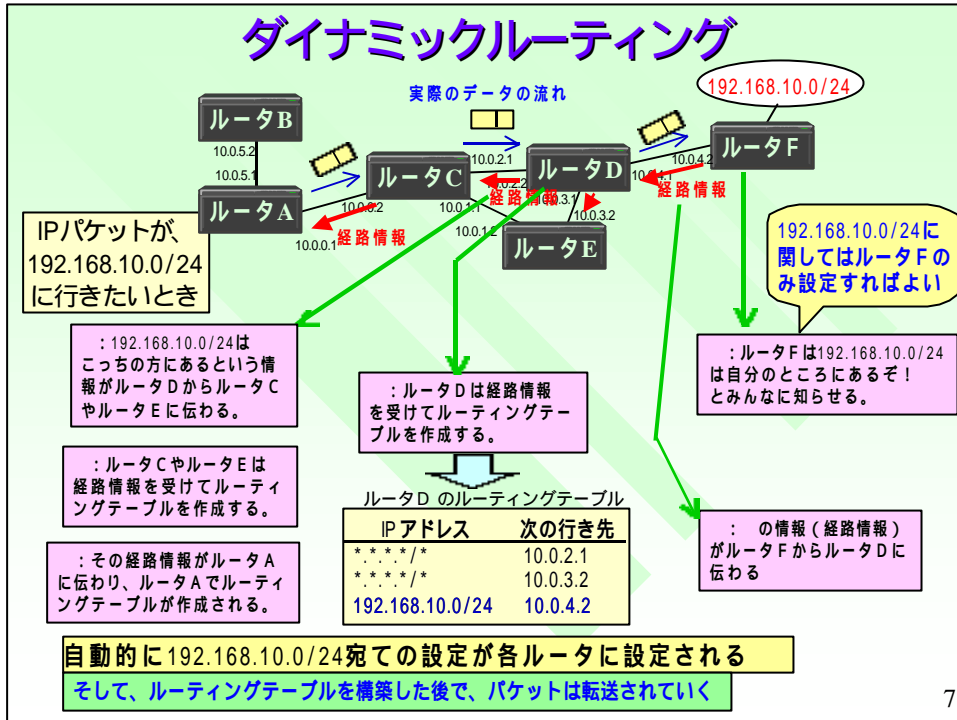 ダイナミックルーティング
実際のデータの流れ
192.168.10.0/24
ルータB
10.0.5.2
10.0.5.1
ルータA
10.0.0.1
経路情報
10.0.1.1
10.0.1.2
ルータC
10.0.2.1
経路情報
ルータD
10.0.3.2
ルータE
10.0.4.2
経路情報
ルータF
IPパケットが、
192.168.10.0/24
に行きたいとき
192.168.10.0/24に
関してはルータFの
み設定すればよい
:192.168.10.0/24は
こっちの方にあるという情
報がルータDからルータC
やルータEに伝わる。
:ルータDは経路情報
を受けてルーティングテー
ブルを作成する。
:ルータFは192.168.10.0/24
は自分のところにあるぞ!
とみんなに知らせる。
:ルータCやルータEは
経路情報を受けてルーティ
ングテーブルを作成する。
:その経路情報がルータA
に伝わり、ルータAでルーティ
ングテーブルが作成される。
ルータD のルーティングテーブル
IPアドレス 次の行き先
*.*.*.*/* 10.0.2.1
*.*.*.*/* 10.0.3.2
192.168.10.0/24 10.0.4.2
: の情報(経路情報)
がルータFからルータDに
伝わる
自動的に192.168.10.0/24宛ての設定が各ルータに設定される
そして、ルーティングテーブルを構築した後で、パケットは転送されていく
7